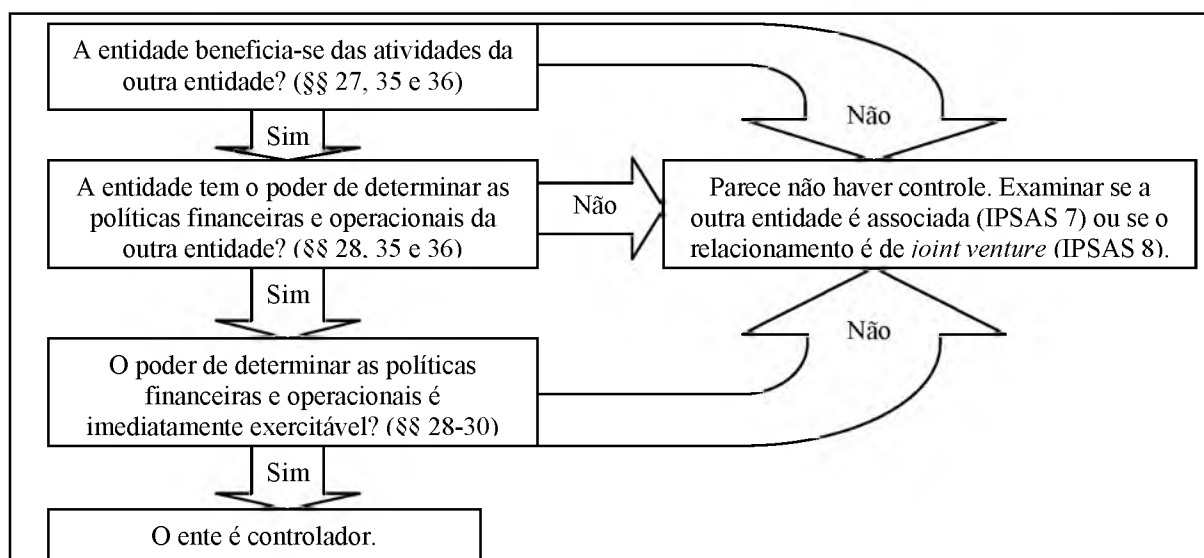 A entidade beneficia-se das atividades da
outra entidade? (§§ 27, 35 e 36)
Não
Sim
A entidade tem o poder de determinar as
políticas financeiras e operacionais da
outra entidade? (§§ 28, 35 e 36)
Não
Parece não haver controle. Examinar se a
outra entidade é associada (IPSAS 7) ou se o
relacionamento é de joint venture (IPSAS 8).
Sim
Não
O poder de determinar as políticas
financeiras e operacionais é
imediatamente exercitável? (§§ 28-30)
Sim
O ente é controlador.